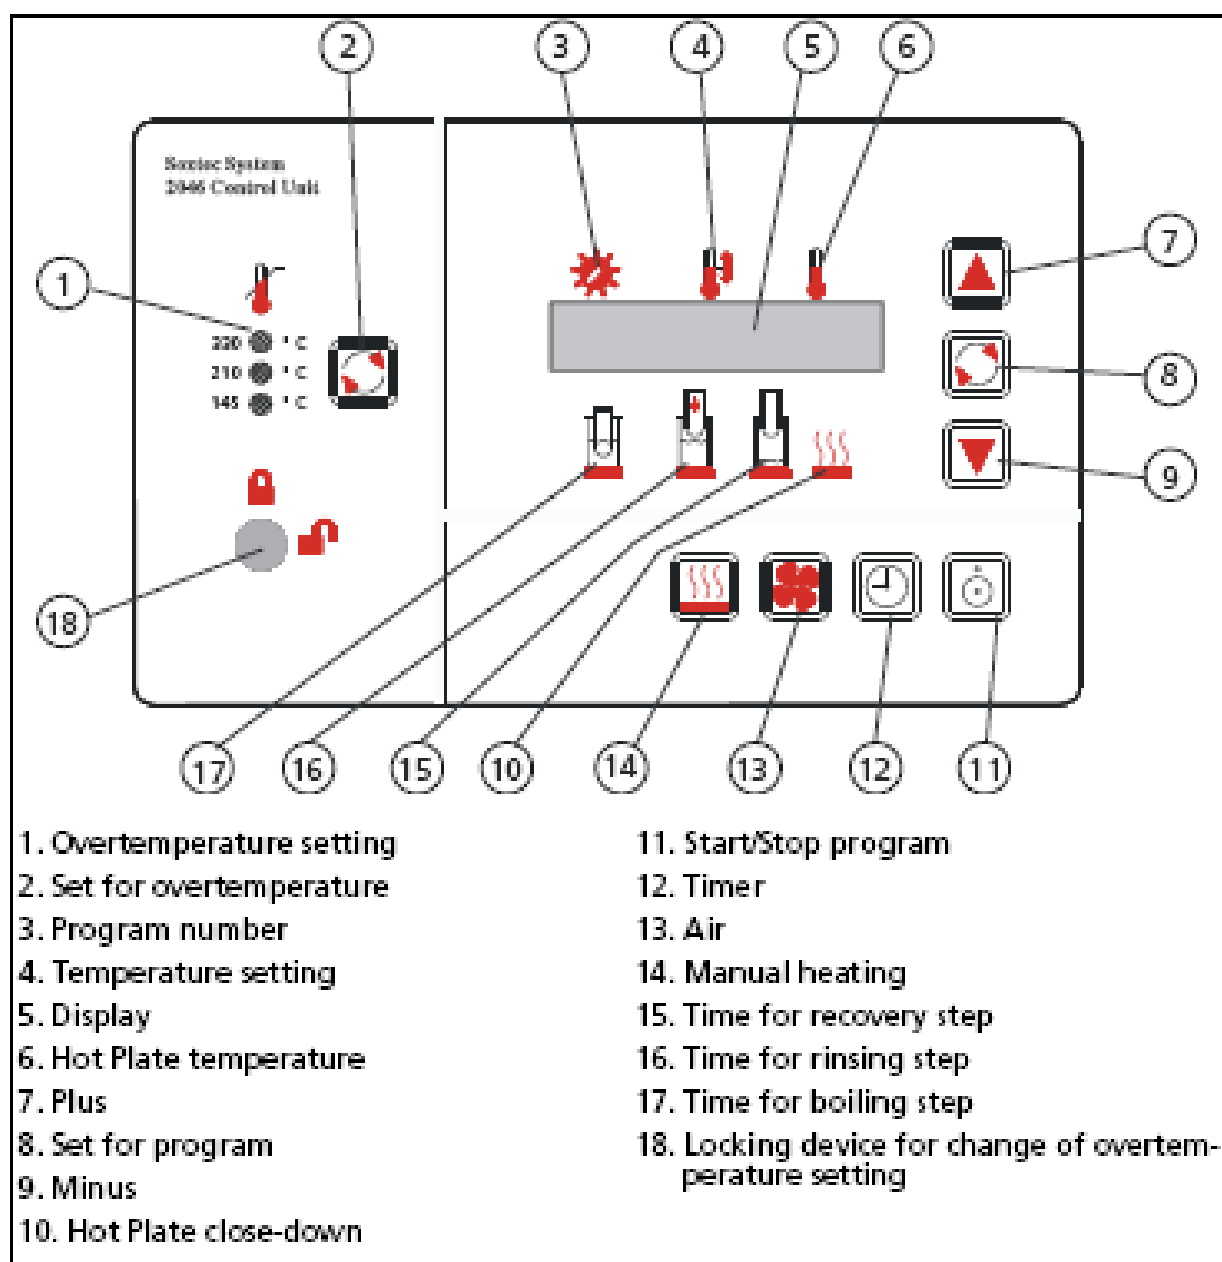 2
3
4
5
6
Soxtec System
2046 Control Unit
7
1
220 ° C
210 ° C
145 ° C
8
9
18
17
16
15
10
14
13
12
11
1. Overtemperature setting
2. Set for overtemperature
3. Program number
4. Temperature setting
5. Display
6. Hot Plate temperature
7. Plus
8. Set for program
9. Minus
10. Hot Plate close-down
11. Start/Stop program
12. Timer
13. Air
14. Manual heating
15. Time for recovery step
16. Time for rinsing step
17. Time for boiling step
18. Locking device for change of overtem-
perature setting